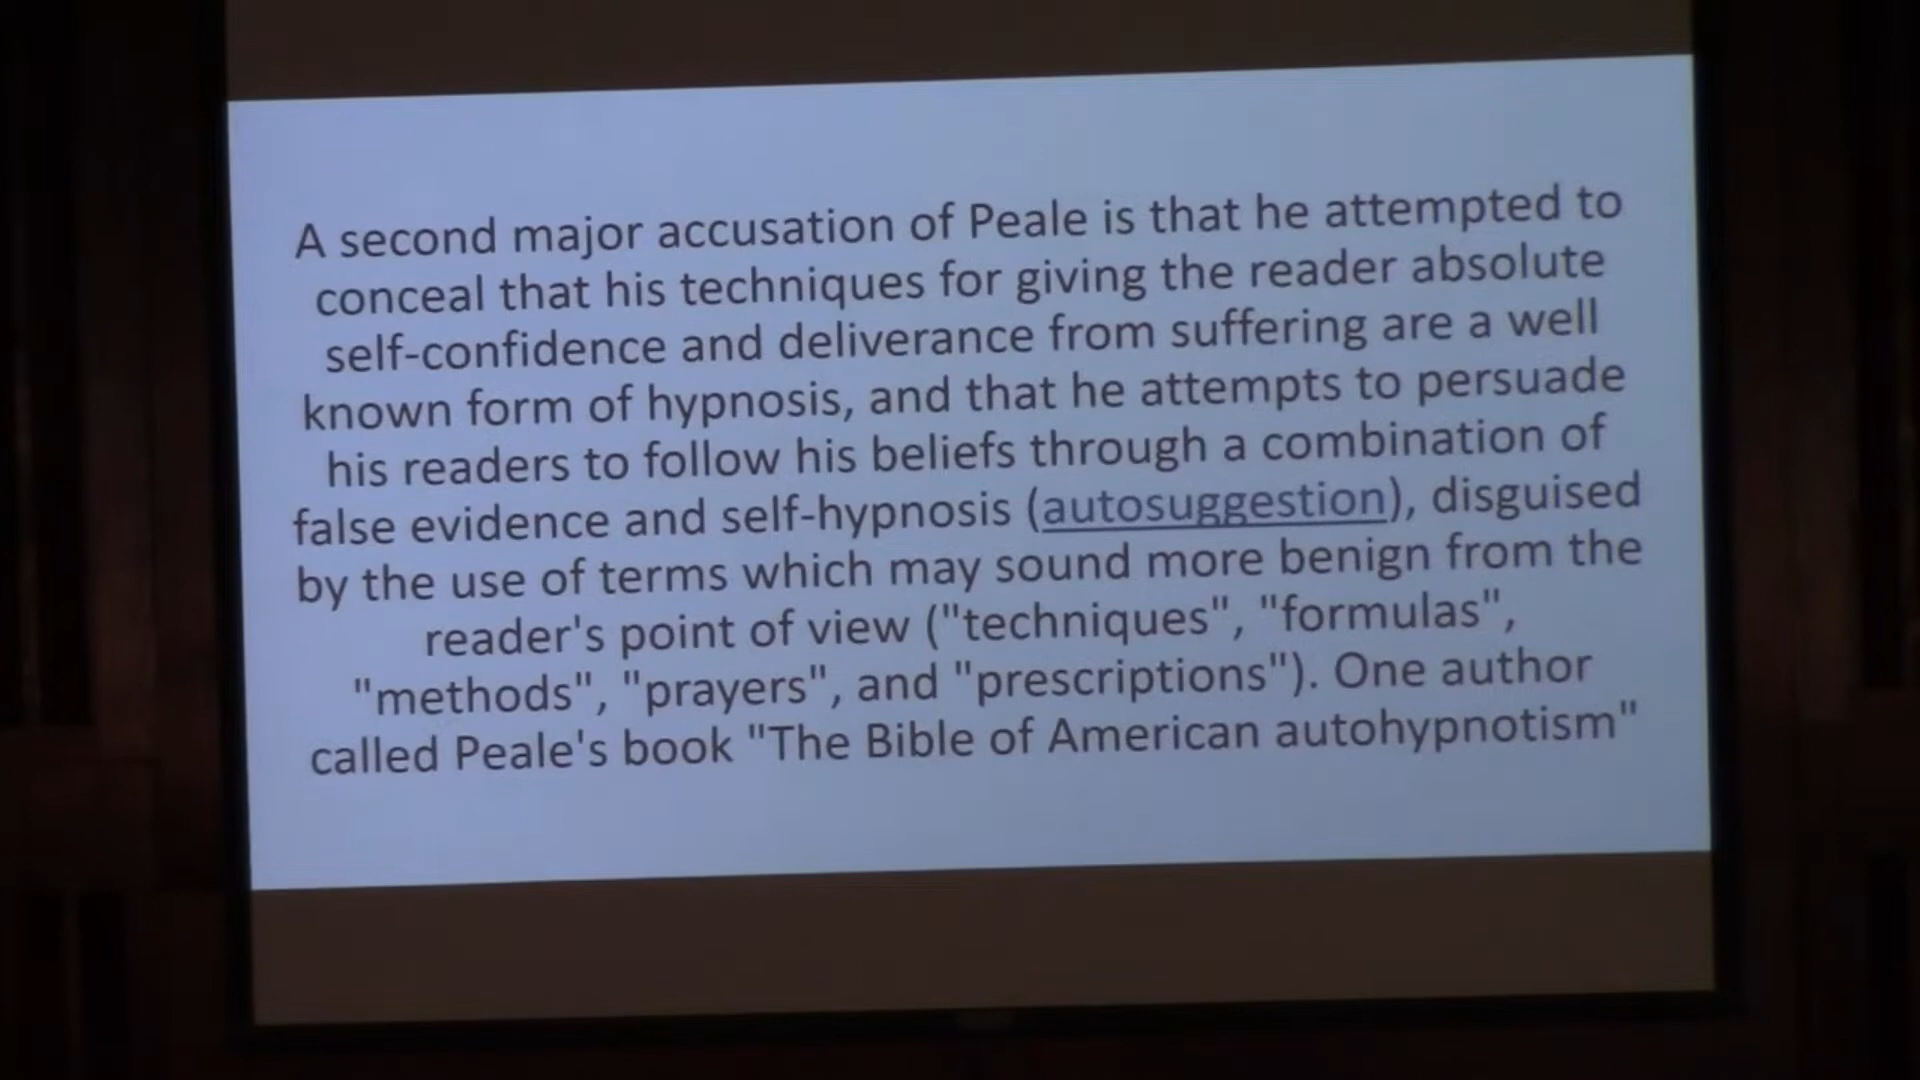 A second major accusation of Peale is that he attempted to
conceal that his techniques for giving the reader absolute
self-confidence and deliverance from suffering are a well
known form of hypnosis, and that he attempts to persuade
his readers to follow his beliefs through a combination of
false evidence and self-hypnosis (autosuggestion), disguised
by the use of terms which may sound more benign from the
reader's point of view ("techniques", "formulas",
"methods", "prayers", and "prescriptions"). One author
called Peale's book "The Bible of American autohypnotism"